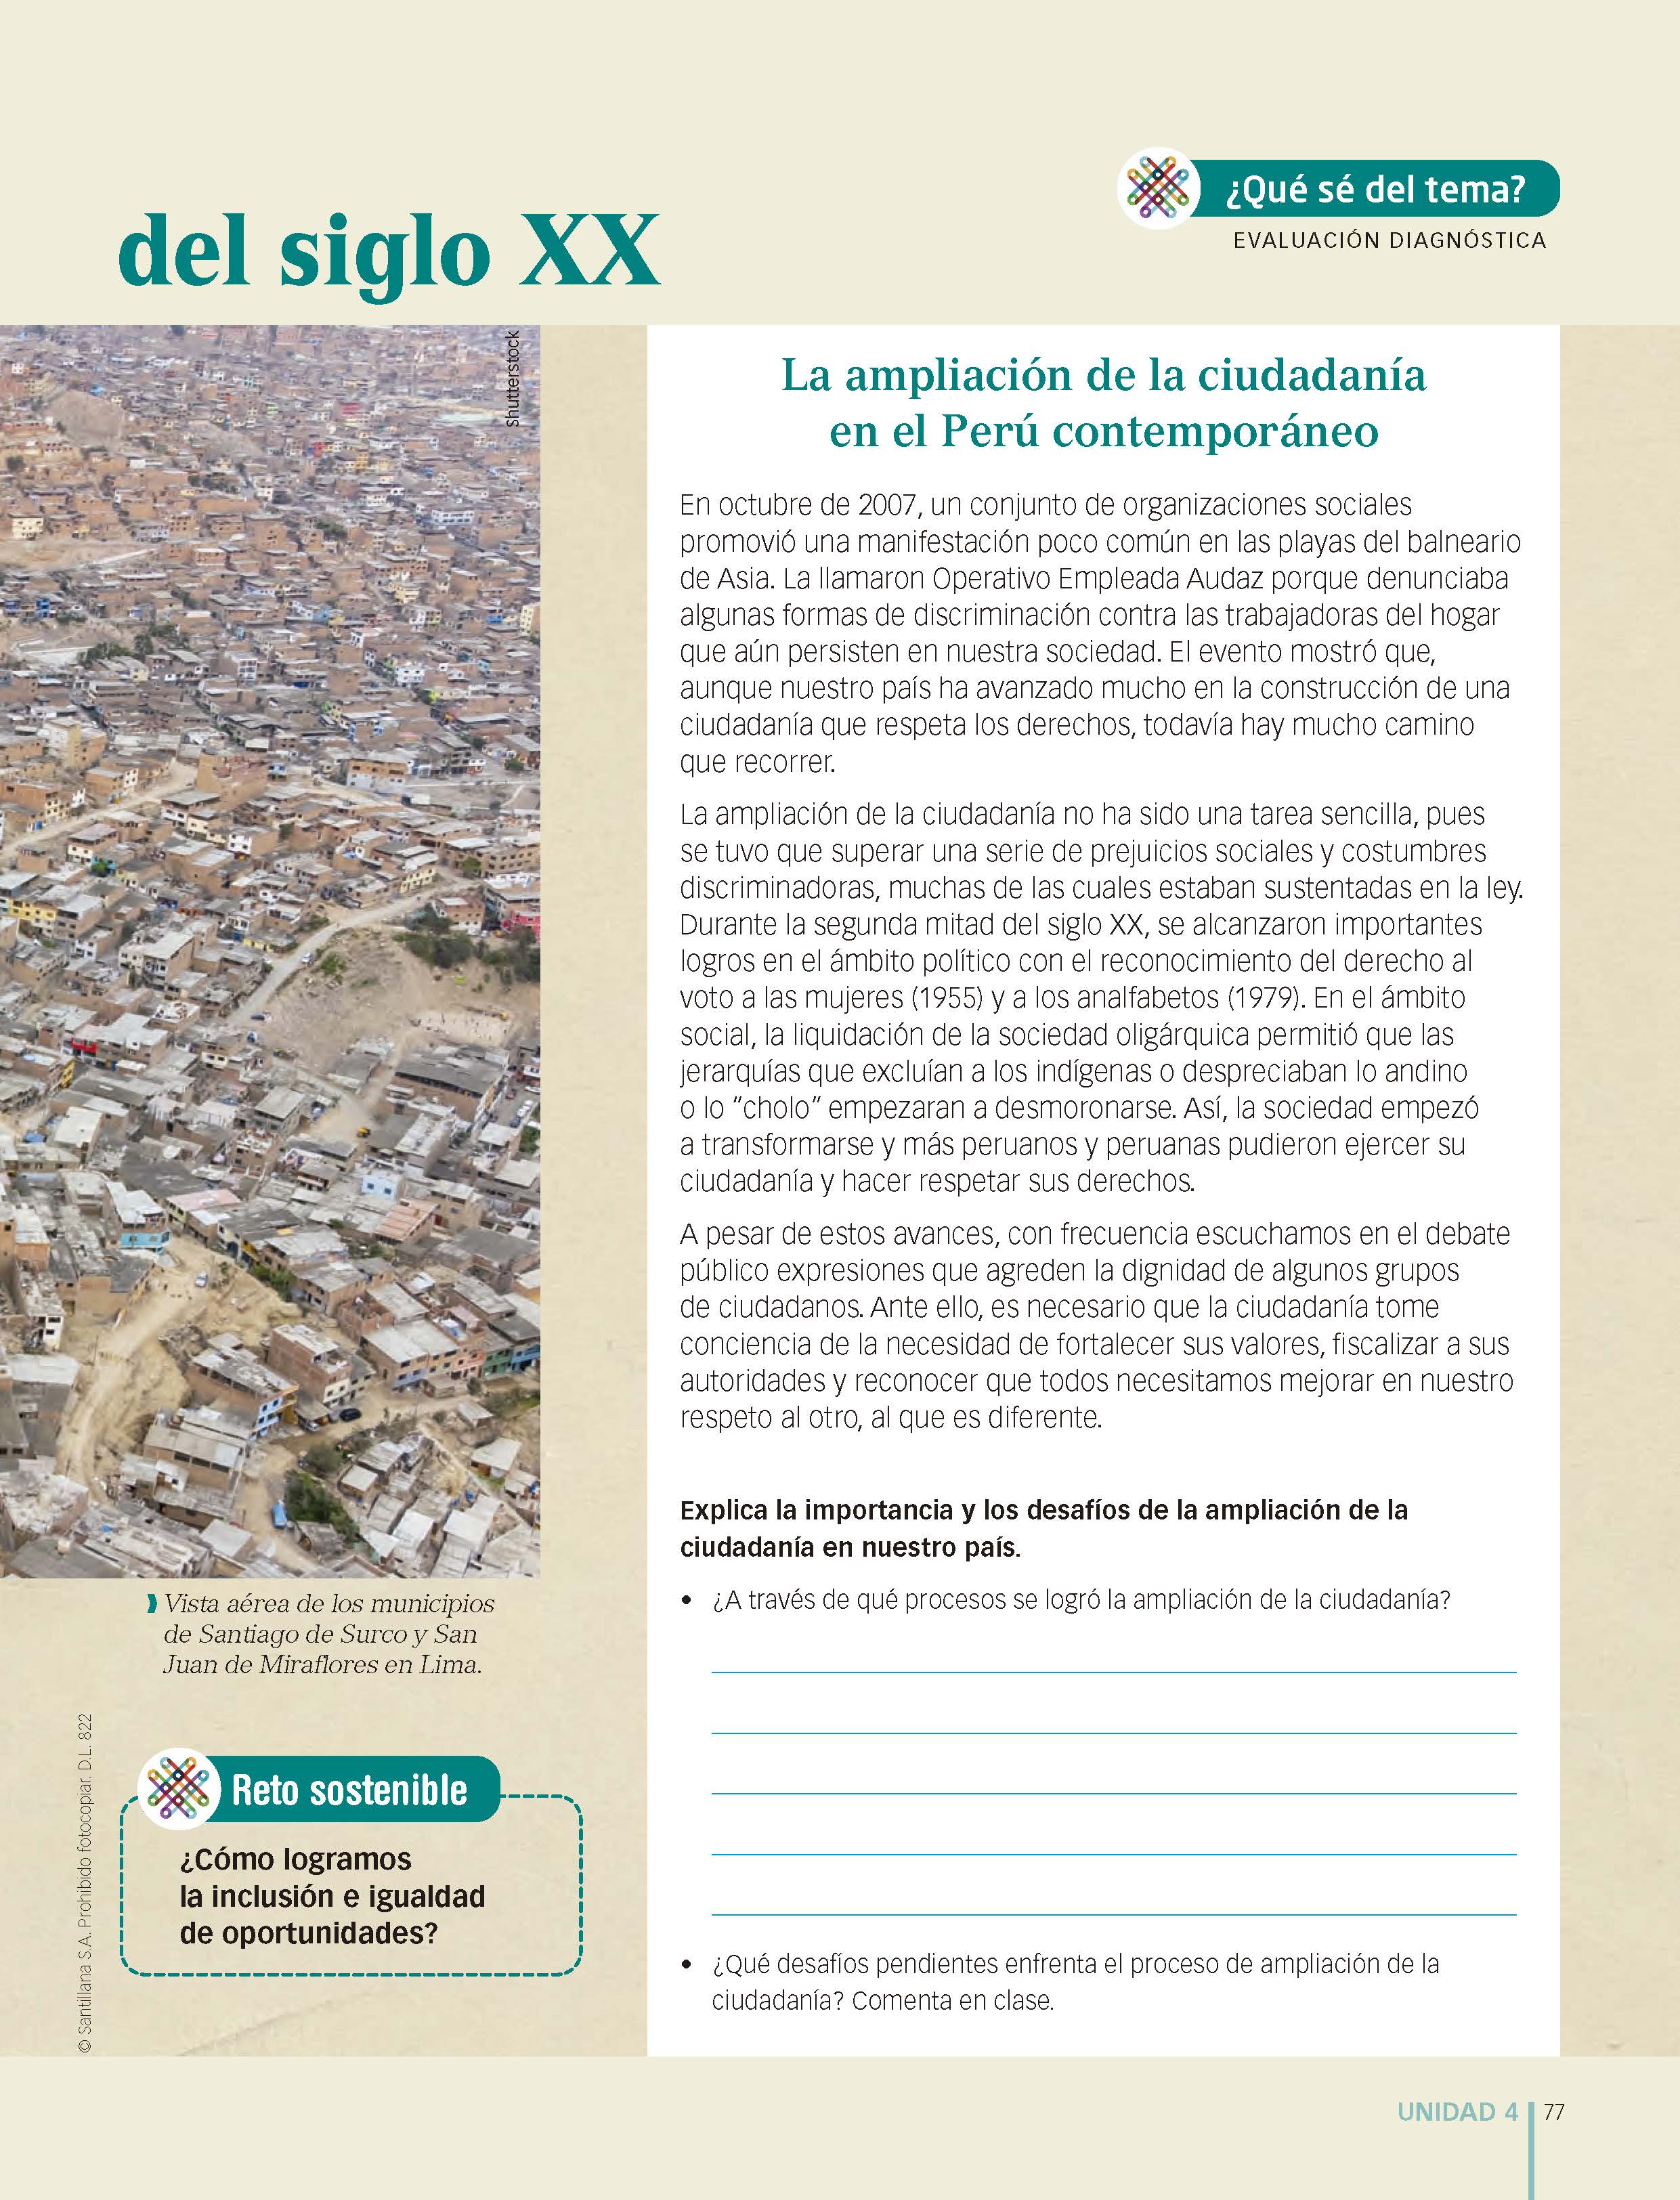 del siglo XX
¿Qué sé del tema?
EVALUACIÓN DIAGNÓSTICA
Shutterstock
La ampliación de la ciudadanía
en el Perú contemporáneo
En octubre de 2007, un conjunto de organizaciones sociales
promovió una manifestación poco común en las playas del balneario
de Asia. La llamaron Operativo Empleada Audaz porque denunciaba
algunas formas de discriminación contra las trabajadoras del hogar
que aún persisten en nuestra sociedad. El evento mostró que,
aunque nuestro país ha avanzado mucho en la construcción de una
ciudadanía que respeta los derechos, todavía hay mucho camino
que recorrer.
La ampliación de la ciudadanía no ha sido una tarea sencilla, pues
se tuvo que superar una serie de prejuicios sociales y costumbres
discriminadoras, muchas de las cuales estaban sustentadas en la ley.
Durante la segunda mitad del siglo XX, se alcanzaron importantes
logros en el ámbito político con el reconocimiento del derecho al
voto a las mujeres (1955) y a los analfabetos (1979). En el ámbito
social, la liquidación de la sociedad oligárquica permitió que las
jerarquías que excluían a los indígenas o despreciaban lo andino
o lo “cholo” empezaran a desmoronarse. Así, la sociedad empezó
a transformarse y más peruanos y peruanas pudieron ejercer su
ciudadanía y hacer respetar sus derechos.
A pesar de estos avances, con frecuencia escuchamos en el debate
público expresiones que agreden la dignidad de algunos grupos
de ciudadanos. Ante ello, es necesario que la ciudadanía tome
conciencia de la necesidad de fortalecer sus valores, fiscalizar a sus
autoridades y reconocer que todos necesitamos mejorar en nuestro
respeto al otro, al que es diferente.
Explica la importancia y los desafíos de la ampliación de la
ciudadanía en nuestro país.
• ¿A través de qué procesos se logró la ampliación de la ciudadanía?
• ¿Qué desafíos pendientes enfrenta el proceso de ampliación de la
ciudadanía? Comenta en clase.
Vista aérea de los municipios
de Santiago de Surco y San
Juan de Miraflores en Lima.
Reto sostenible
¿Cómo logramos
la inclusión e igualdad
de oportunidades?
© Santillana S.A. Prohibido fotocopiar. D.L. 822
UNIDAD 4
77